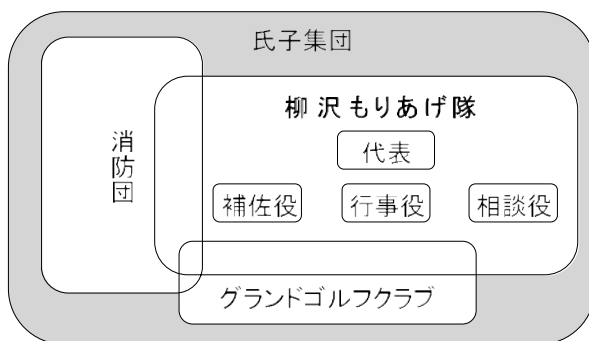 氏子集団
柳沢もりあげ隊
消防団
代表
補佐役
行事役
相談役
グランドゴルフクラブ